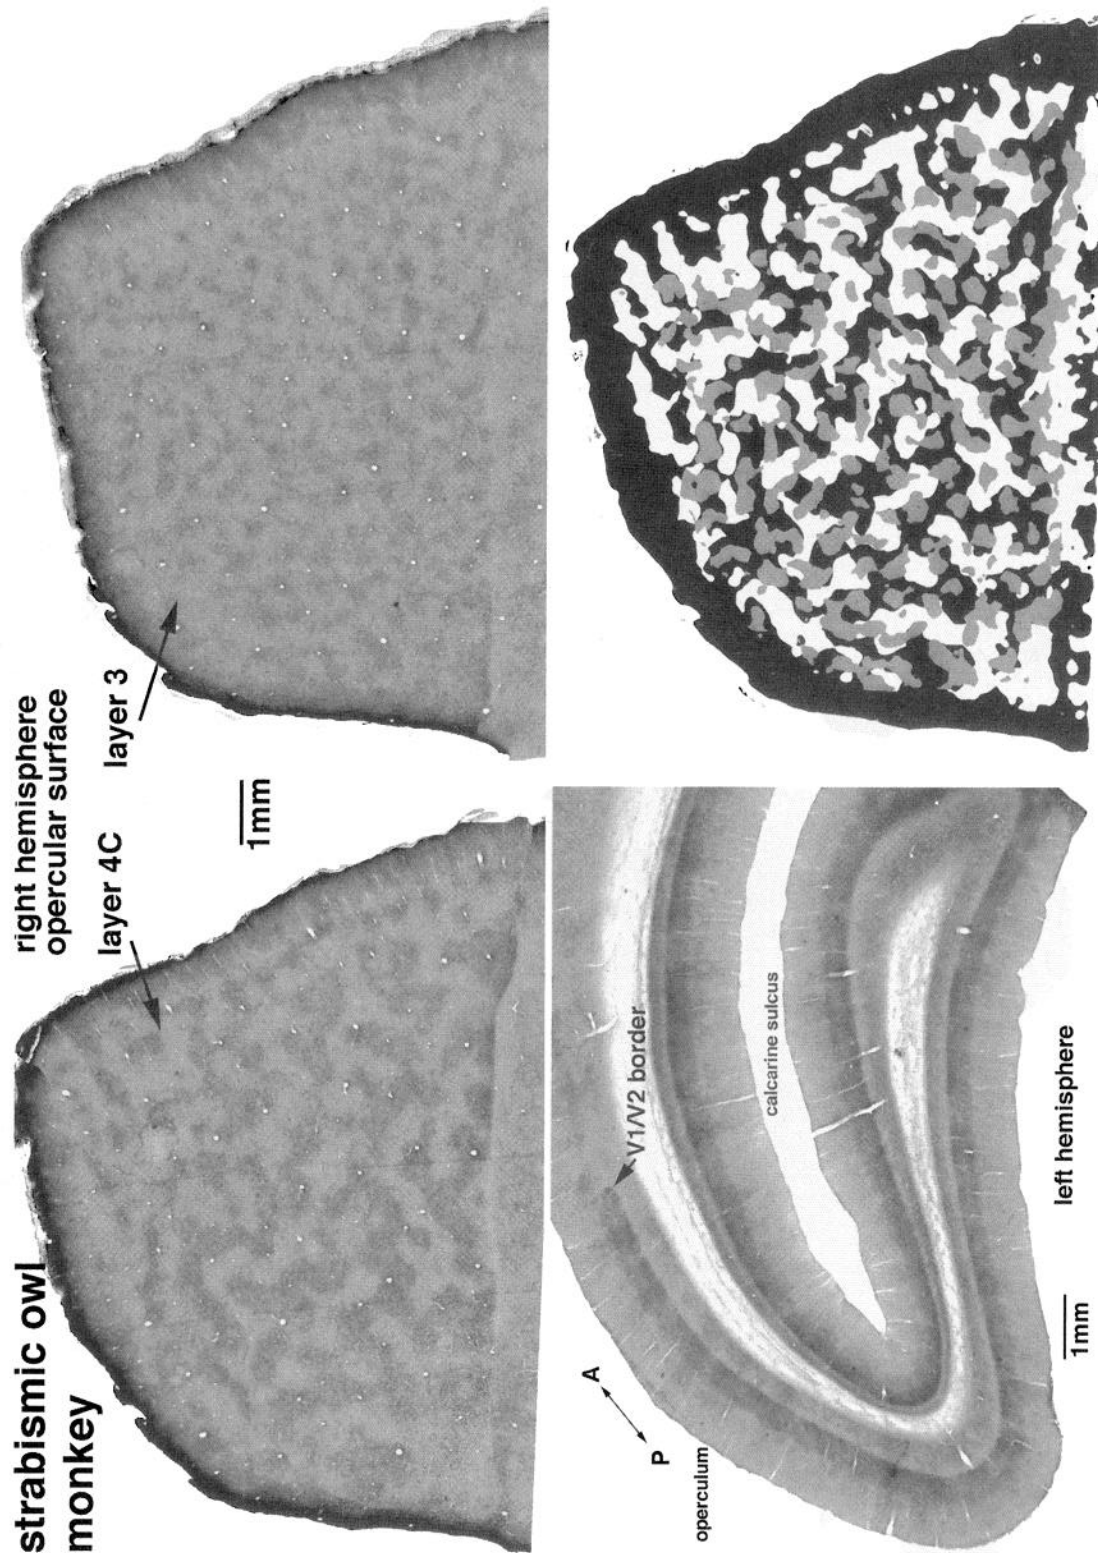 strabismic owl
monkey
right hemisphere
opercular surface
layer 4C
layer 3
1mm
V1/V2 border
calcarine sulcus
A
P
operculum
1mm
left hemisphere